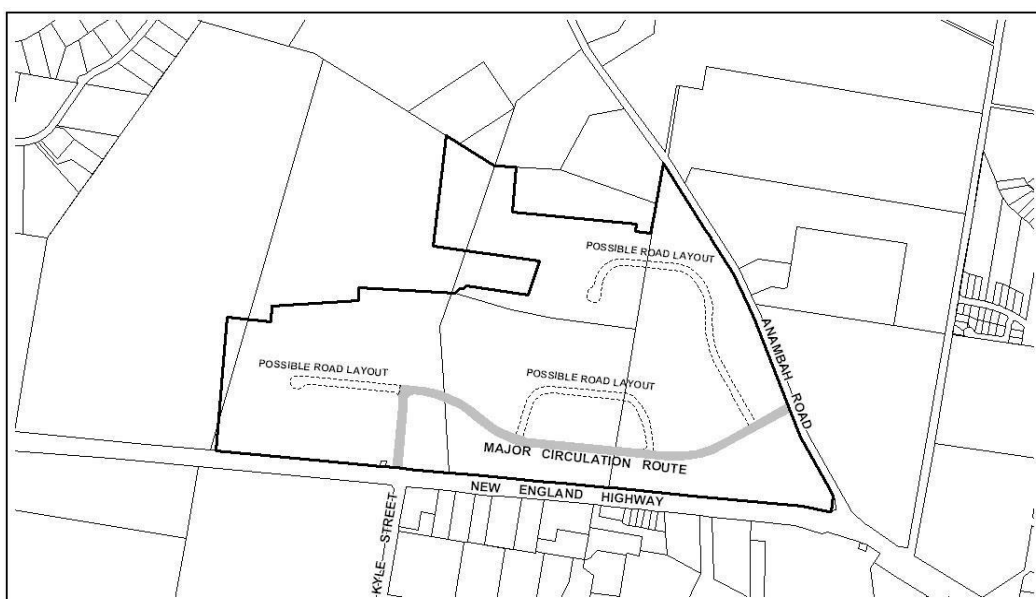 POSSIBLE ROAD LAYOUT
ANAMBAH ROAD
POSSIBLE ROAD LAYOUT
POSSIBLE ROAD LAYOUT
MAJOR CIRCULATION ROUTE
NEW ENGLAND HIGHWAY
KYLE STREET